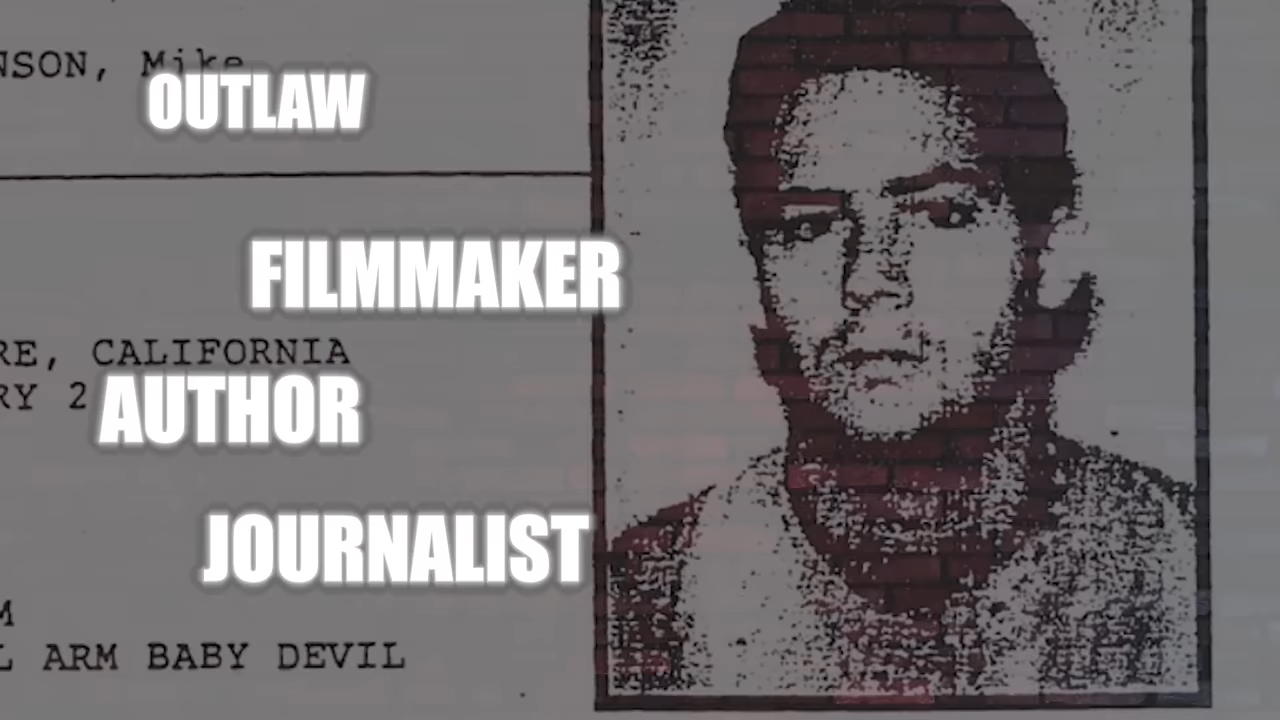 NSON, Mike
OUTLAW
FILMMAKER
RE, CALIFORNIA
RY 2
AUTHOR
JOURNALIST
M
L ARM BABY DEVIL